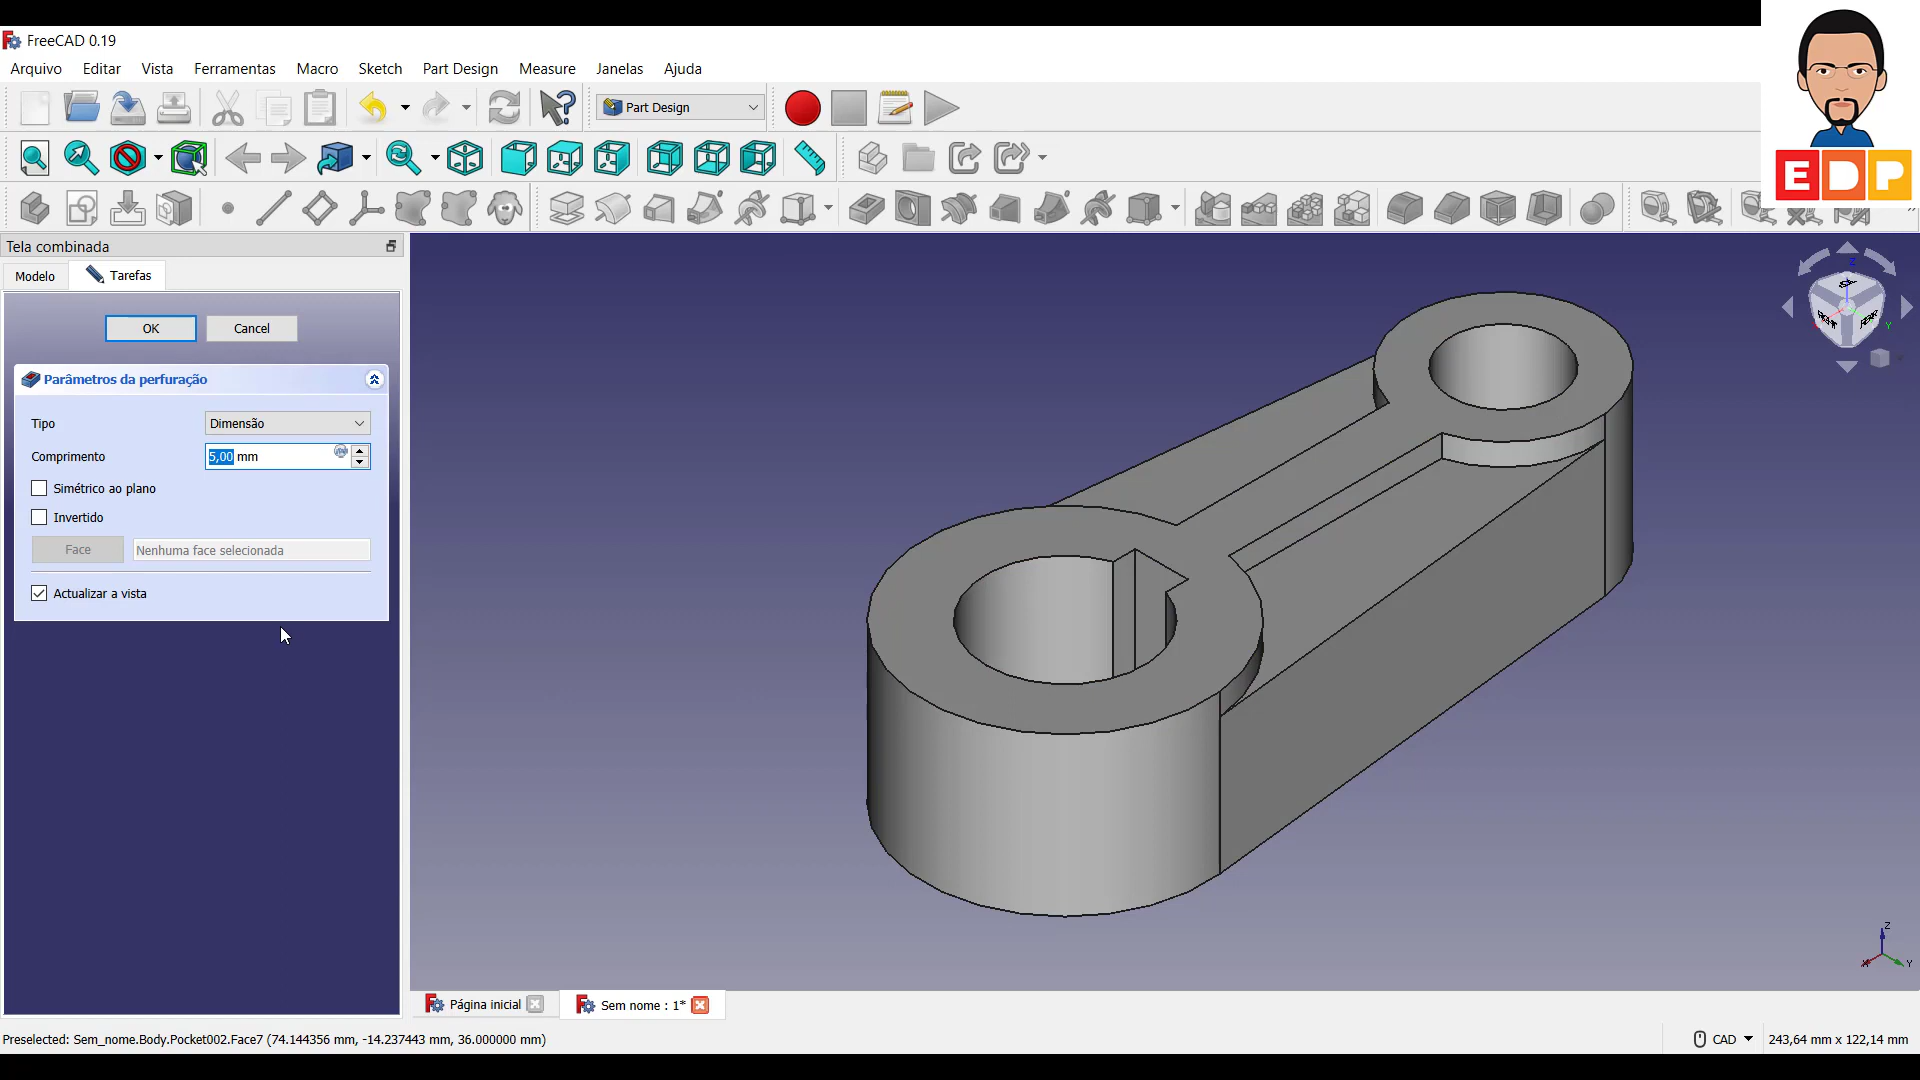 FreeCAD 0.19
Arquivo Editar Vista Ferramentas Macro Sketch Part Design Measure Janelas Ajuda
Part Design
EDP
Tela combinada
Modelo Tarefas
OK Cancel
Parâmetros da perfuração
Tipo Dimensão
Comprimento 5,00 mm
Simétrico ao plano
Invertido
Face Nenhuma face selecionada
Actualizar a vista
Z
Y
Z
X Y
Página inicial Sem nome : 1*
Preselected: Sem_nome.Body.Pocket002.Face7 (74.144356 mm, -14.237443 mm, 36.000000 mm) CAD 243,64 mm x 122,14 mm